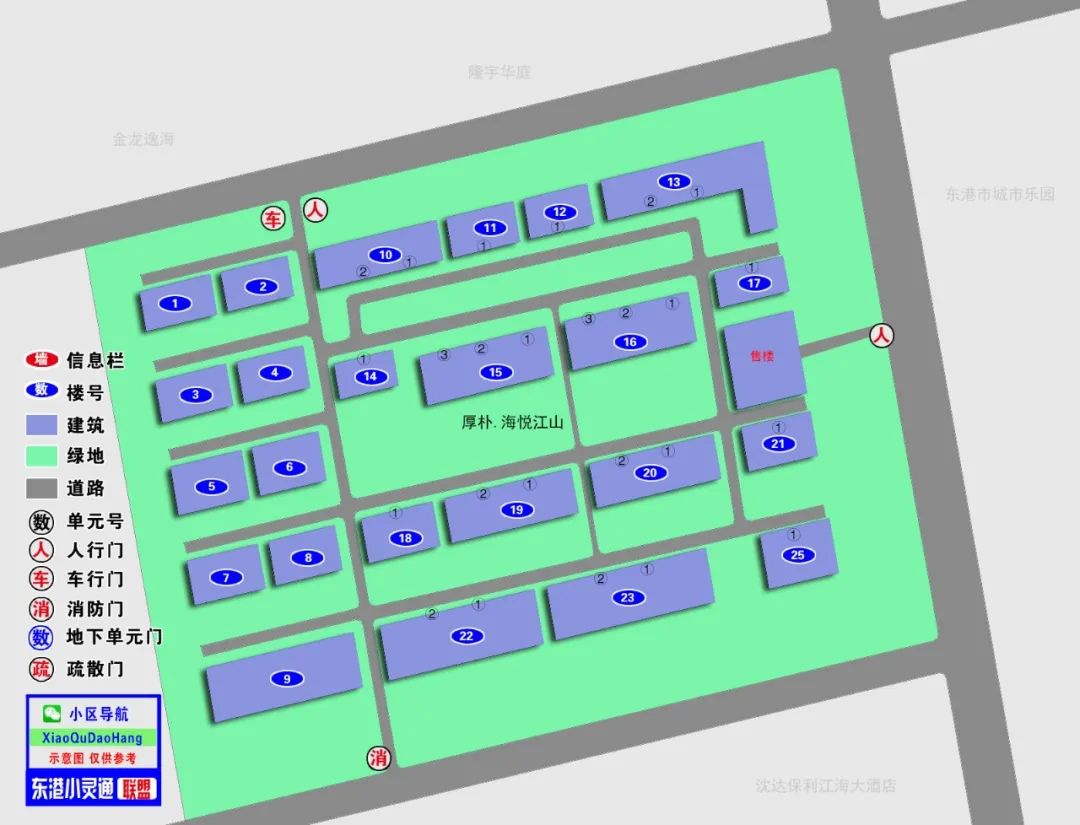 隆宇华庭
金龙逸海
东港市城市乐园
车
人
13
2
1
12
1
11
1
10
2
1
1
2
17
1
16
3
2
1
售楼
人
3
4
14
1
15
3
2
1
厚朴.海悦江山
21
1
5
6
20
2
1
19
2
1
18
1
7
8
25
1
23
2
1
22
2
1
9
消
沈达保利江海大酒店
墙 信息栏
数 楼号
建筑
绿地
道路
数 单元号
人 人行门
车 车行门
消 消防门
数 地下单元门
疏 疏散门
小区导航
XiaoQuDaoHang
示意图 仅供参考
东港小灵通 联盟